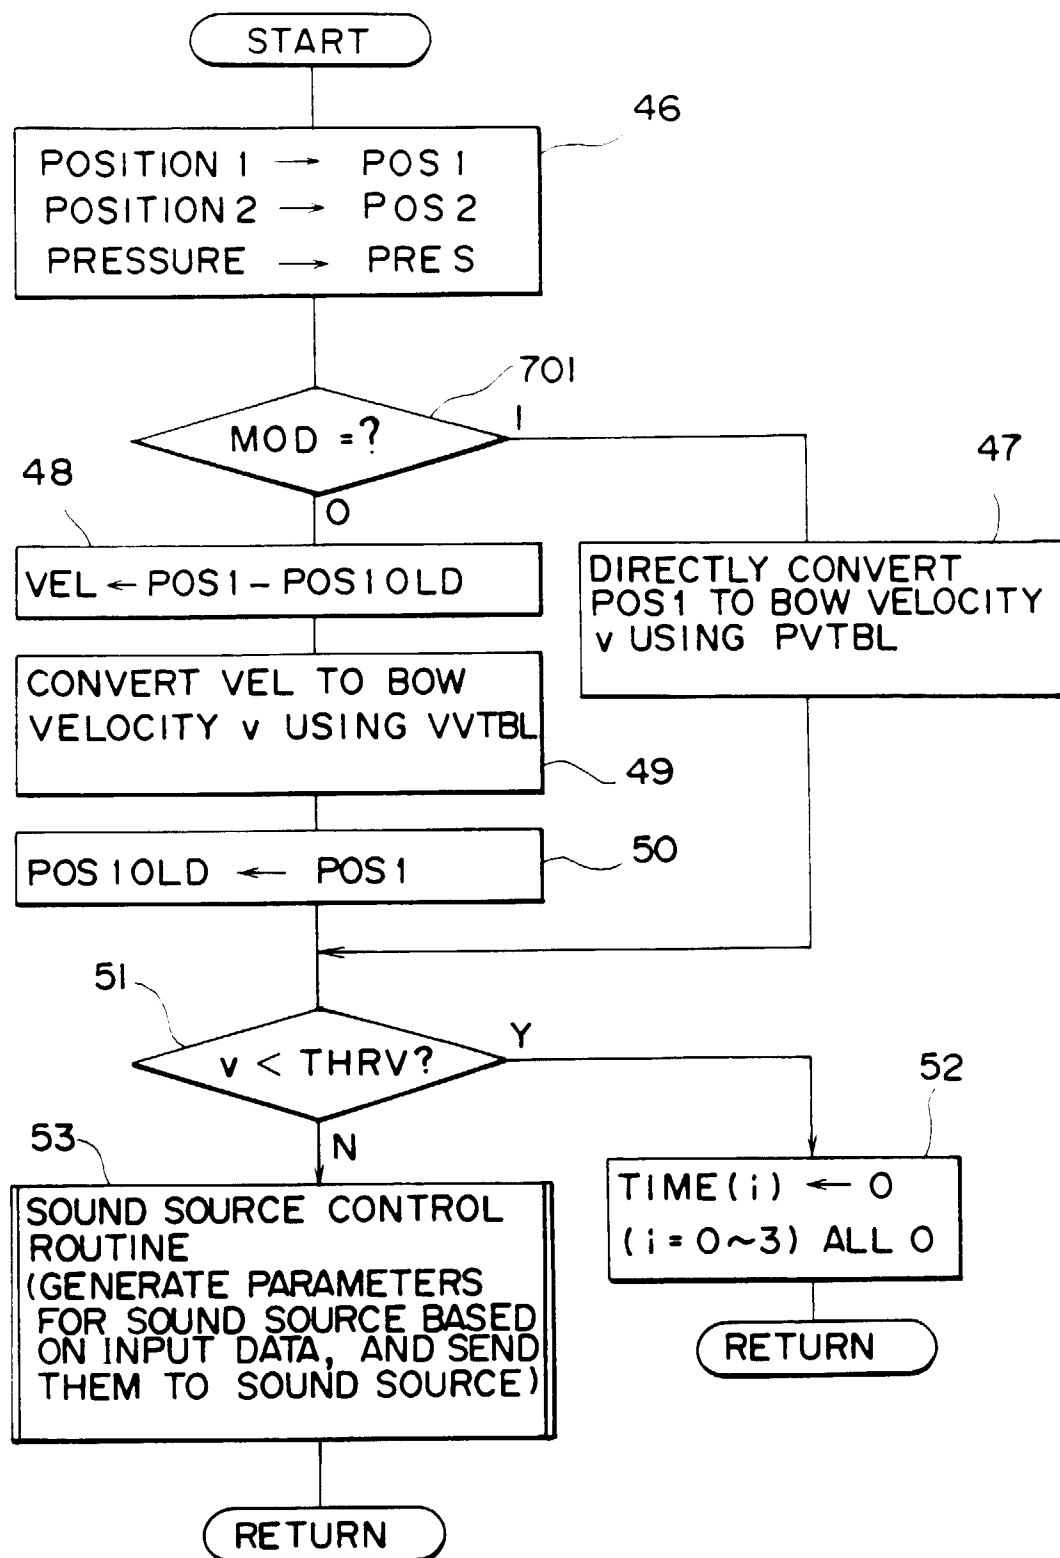 START
46
POSITION 1 → POS 1
POSITION 2 → POS 2
PRESSURE → PRES
701
MOD = ?
1
0
48
VEL ← POS1 – POS1OLD
47
DIRECTLY CONVERT
POS1 TO BOW VELOCITY
v USING PVTBL
CONVERT VEL TO BOW
VELOCITY v USING VVTBL
49
POS1OLD ← POS1
50
51
v < THRV?
Y
N
52
TIME(i) ← 0
(i = 0~3) ALL 0
RETURN
53
SOUND SOURCE CONTROL
ROUTINE
(GENERATE PARAMETERS
FOR SOUND SOURCE BASED
ON INPUT DATA, AND SEND
THEM TO SOUND SOURCE)
RETURN